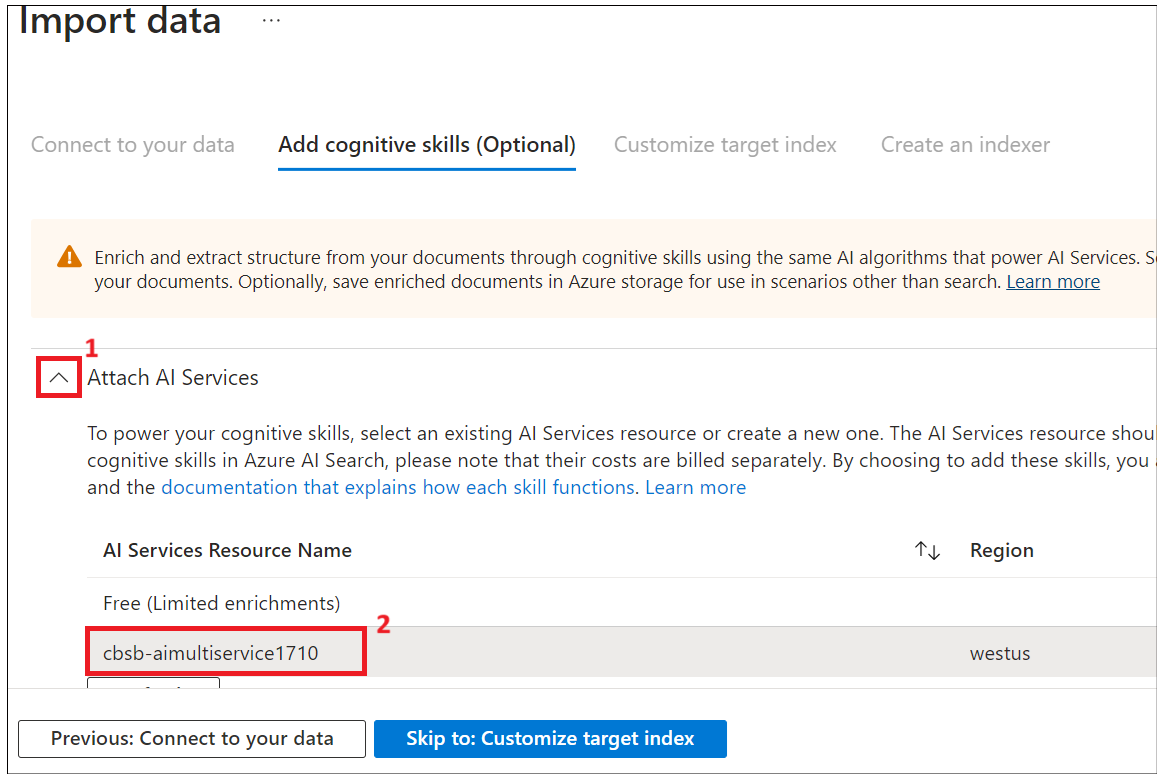 Import data ...
Connect to your data Add cognitive skills (Optional) Customize target index Create an indexer
Enrich and extract structure from your documents through cognitive skills using the same AI algorithms that power AI Services.
your documents. Optionally, save enriched documents in Azure storage for use in scenarios other than search. Learn more
1
Attach AI Services
To power your cognitive skills, select an existing AI Services resource or create a new one. The AI Services resource
cognitive skills in Azure AI Search, please note that their costs are billed separately. By choosing to add these skills, you
and the documentation that explains how each skill functions. Learn more
AI Services Resource Name Region
Free (Limited enrichments)
2
cbsb-aimultiservice1710 westus
Previous: Connect to your data Skip to: Customize target index